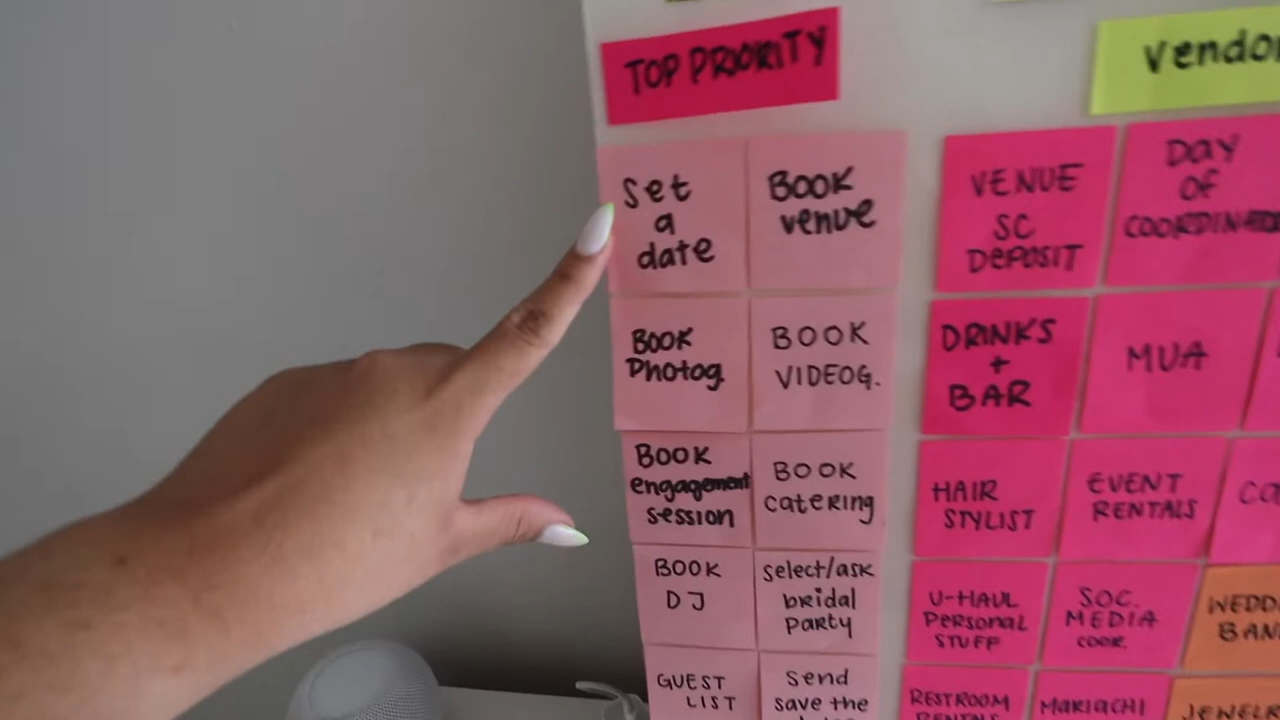 TOP PRIORITY
Set
a
date
BOOK
venue
BOOK
Photog.
BOOK
VIDEOG.
BOOK
engagement
session
BOOK
catering
BOOK
DJ
select/ask
bridal
party
GUEST
LIST
Send
save the
VENUE
SC
DEPOSIT
DAY
OF
DRINKS
+
BAR
MUA
HAIR
STYLIST
EVENT
RENTALS
U-HAUL
Personal
STUFF
SOC.
MEDIA
COOR.
RESTROOM
RENTALS
MARIACHI